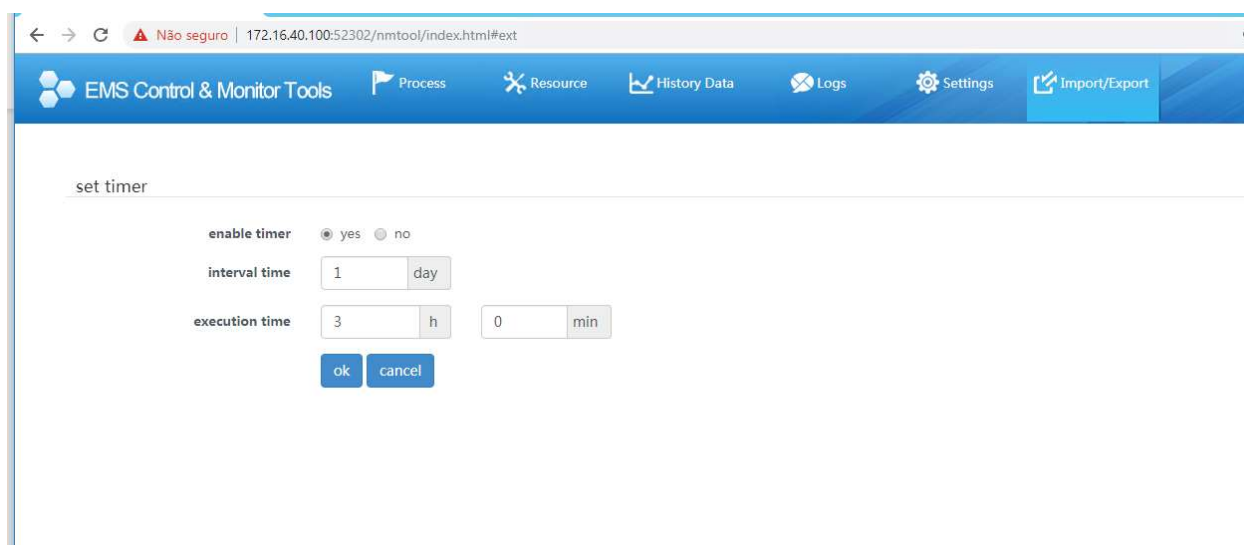 Não seguro | 172.16.40.100:52302/nmtool/index.html#ext
EMS Control & Monitor Tools Process Resource History Data Logs Settings Import/Export
set timer
enable timer yes no
interval time 1 day
execution time 3 h 0 min
ok cancel